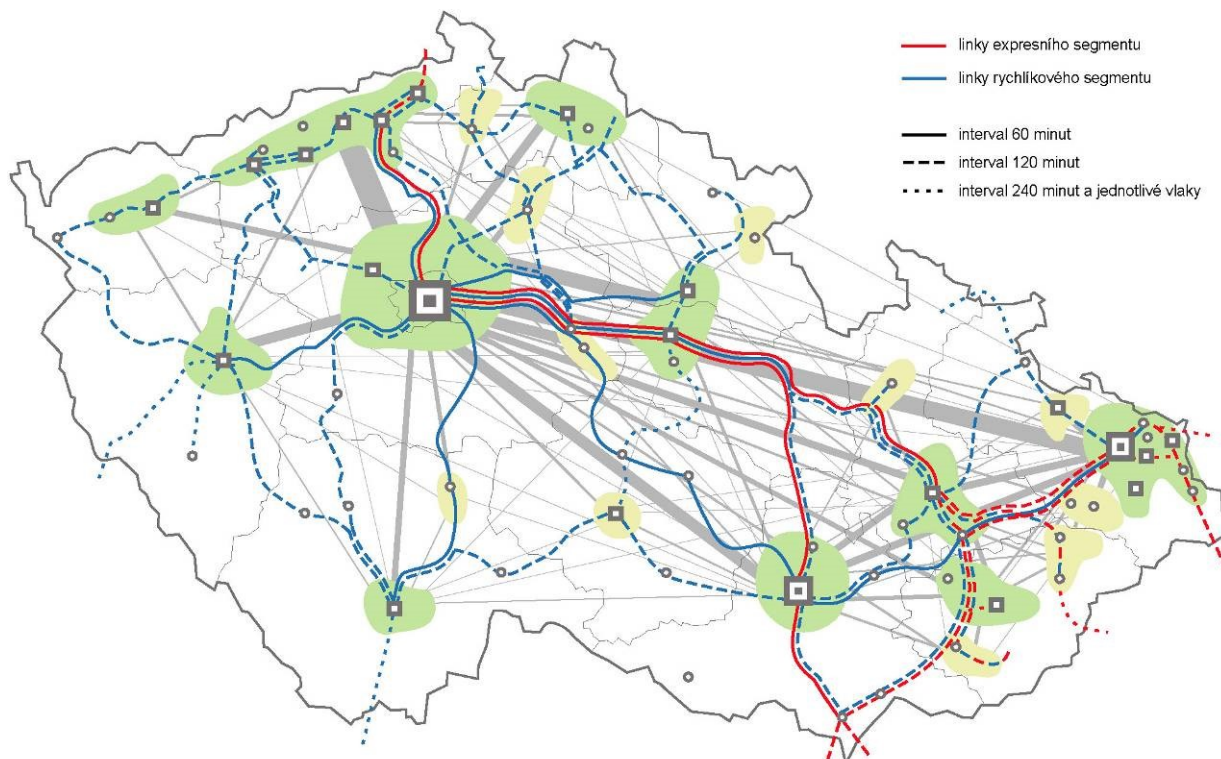 linky expresního segmentu
linky rychlíkového segmentu
interval 60 minut
interval 120 minut
interval 240 minut a jednotlivé vlaky